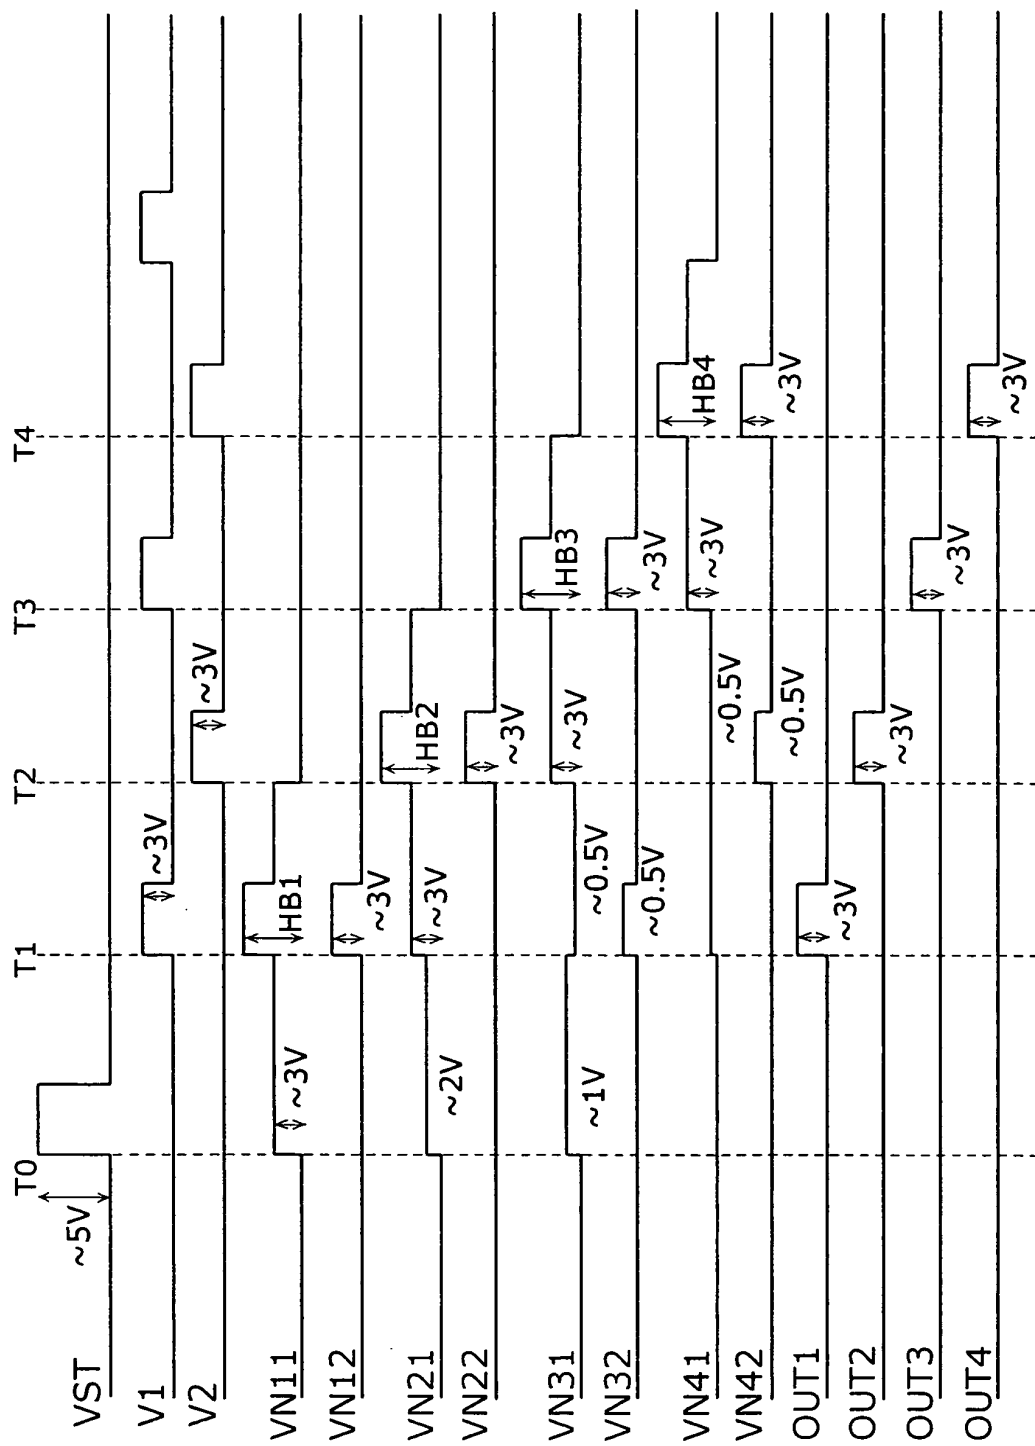 T0 T1 T2 T3 T4
VST ~5V
V1 ~3V
V2 ~3V
VN11 ~3V HB1
VN12 ~3V
VN21 ~2V ~3V HB2
VN22 ~3V
VN31 ~1V ~0.5V ~3V HB3
VN32 ~0.5V ~3V
VN41 ~0.5V ~3V HB4
VN42 ~0.5V ~3V
OUT1 ~3V
OUT2 ~3V
OUT3 ~3V
OUT4 ~3V